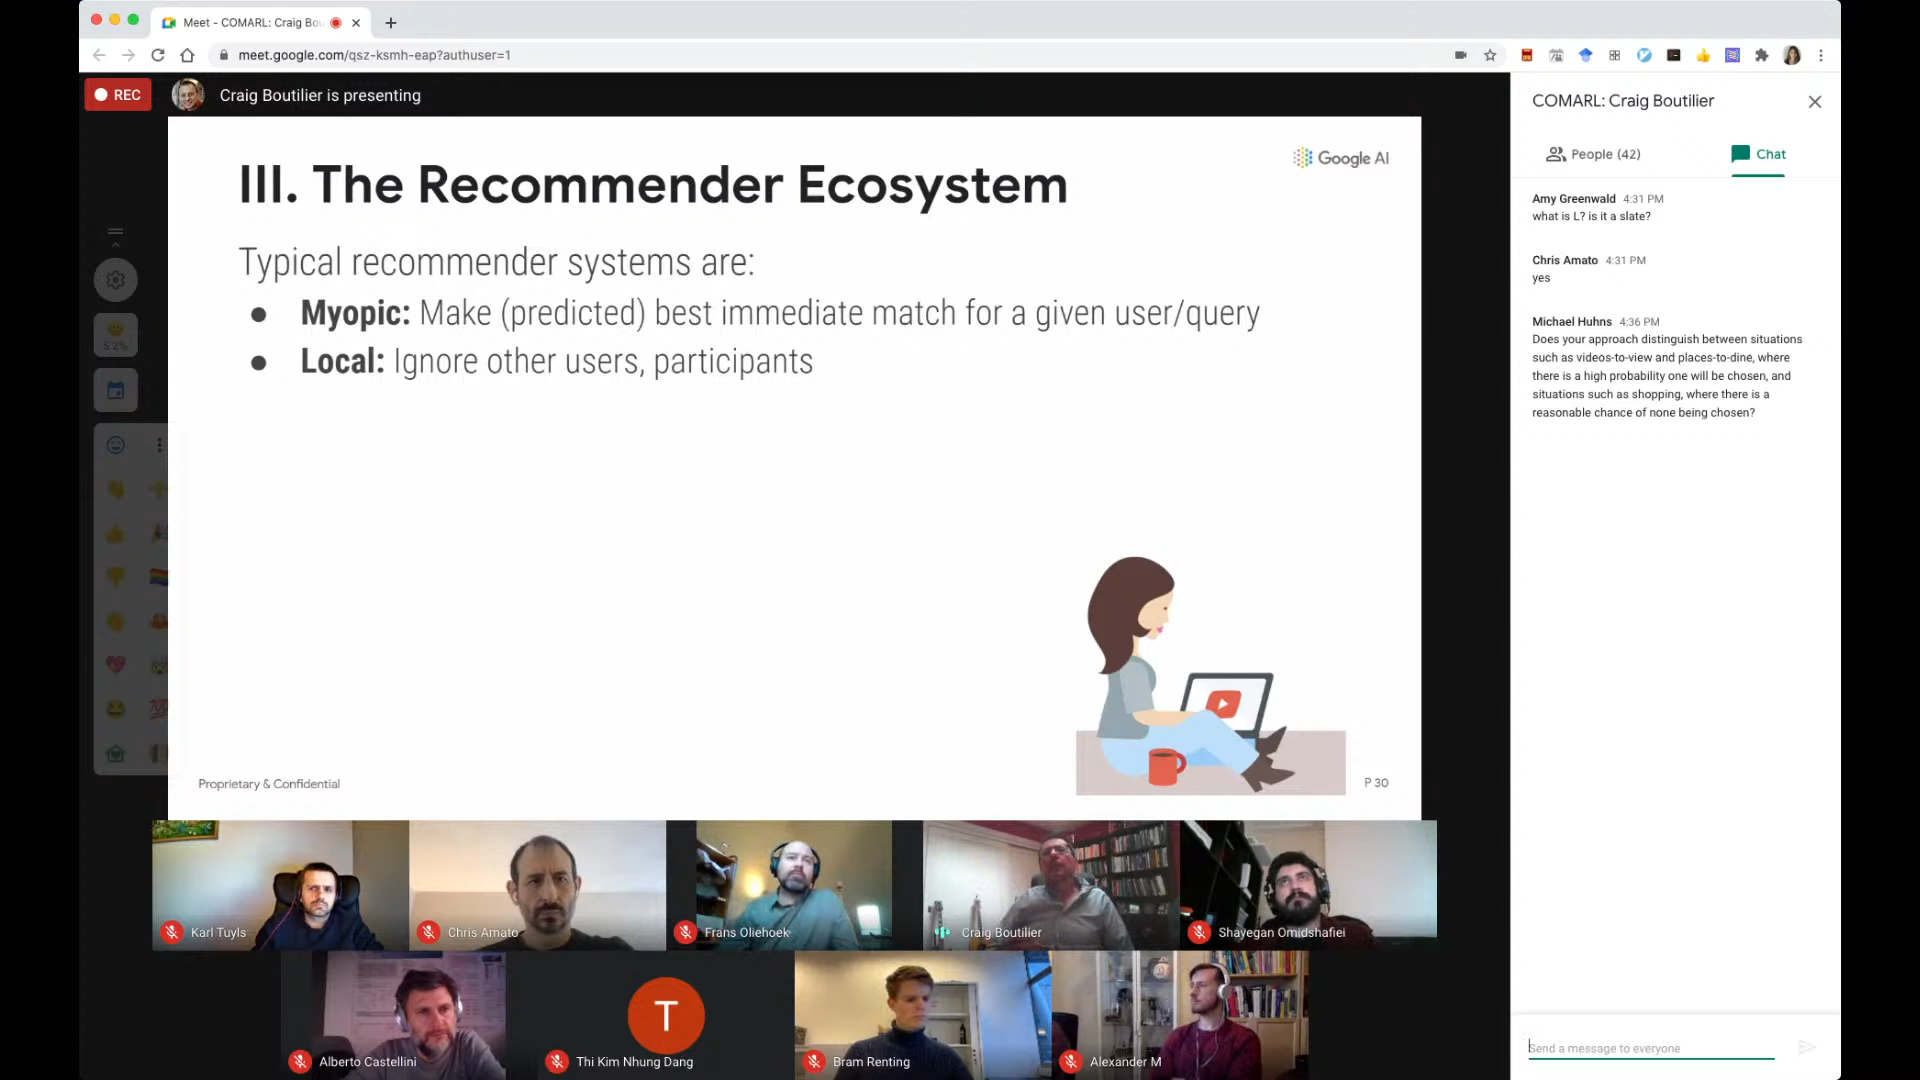 Meet - COMARL: Craig Bou
meet.google.com/qsz-ksmh-eap?authuser=1
REC
Craig Boutilier is presenting
Google AI
III. The Recommender Ecosystem
Typical recommender systems are:
● Myopic: Make (predicted) best immediate match for a given user/query
● Local: Ignore other users, participants
Proprietary & Confidential
P 30
Karl Tuyls
Chris Amato
Frans Oliehoek
Craig Boutilier
Shayegan Omidshafiei
Alberto Castellini
T
Thi Kim Nhung Dang
Bram Renting
Alexander M
COMARL: Craig Boutilier
People (42)
Chat
Amy Greenwald 4:31 PM
what is L? is it a slate?
Chris Amato 4:31 PM
yes
Michael Huhns 4:36 PM
Does your approach distinguish between situations
such as videos-to-view and places-to-dine, where
there is a high probability one will be chosen, and
situations such as shopping, where there is a
reasonable chance of none being chosen?
Send a message to everyone